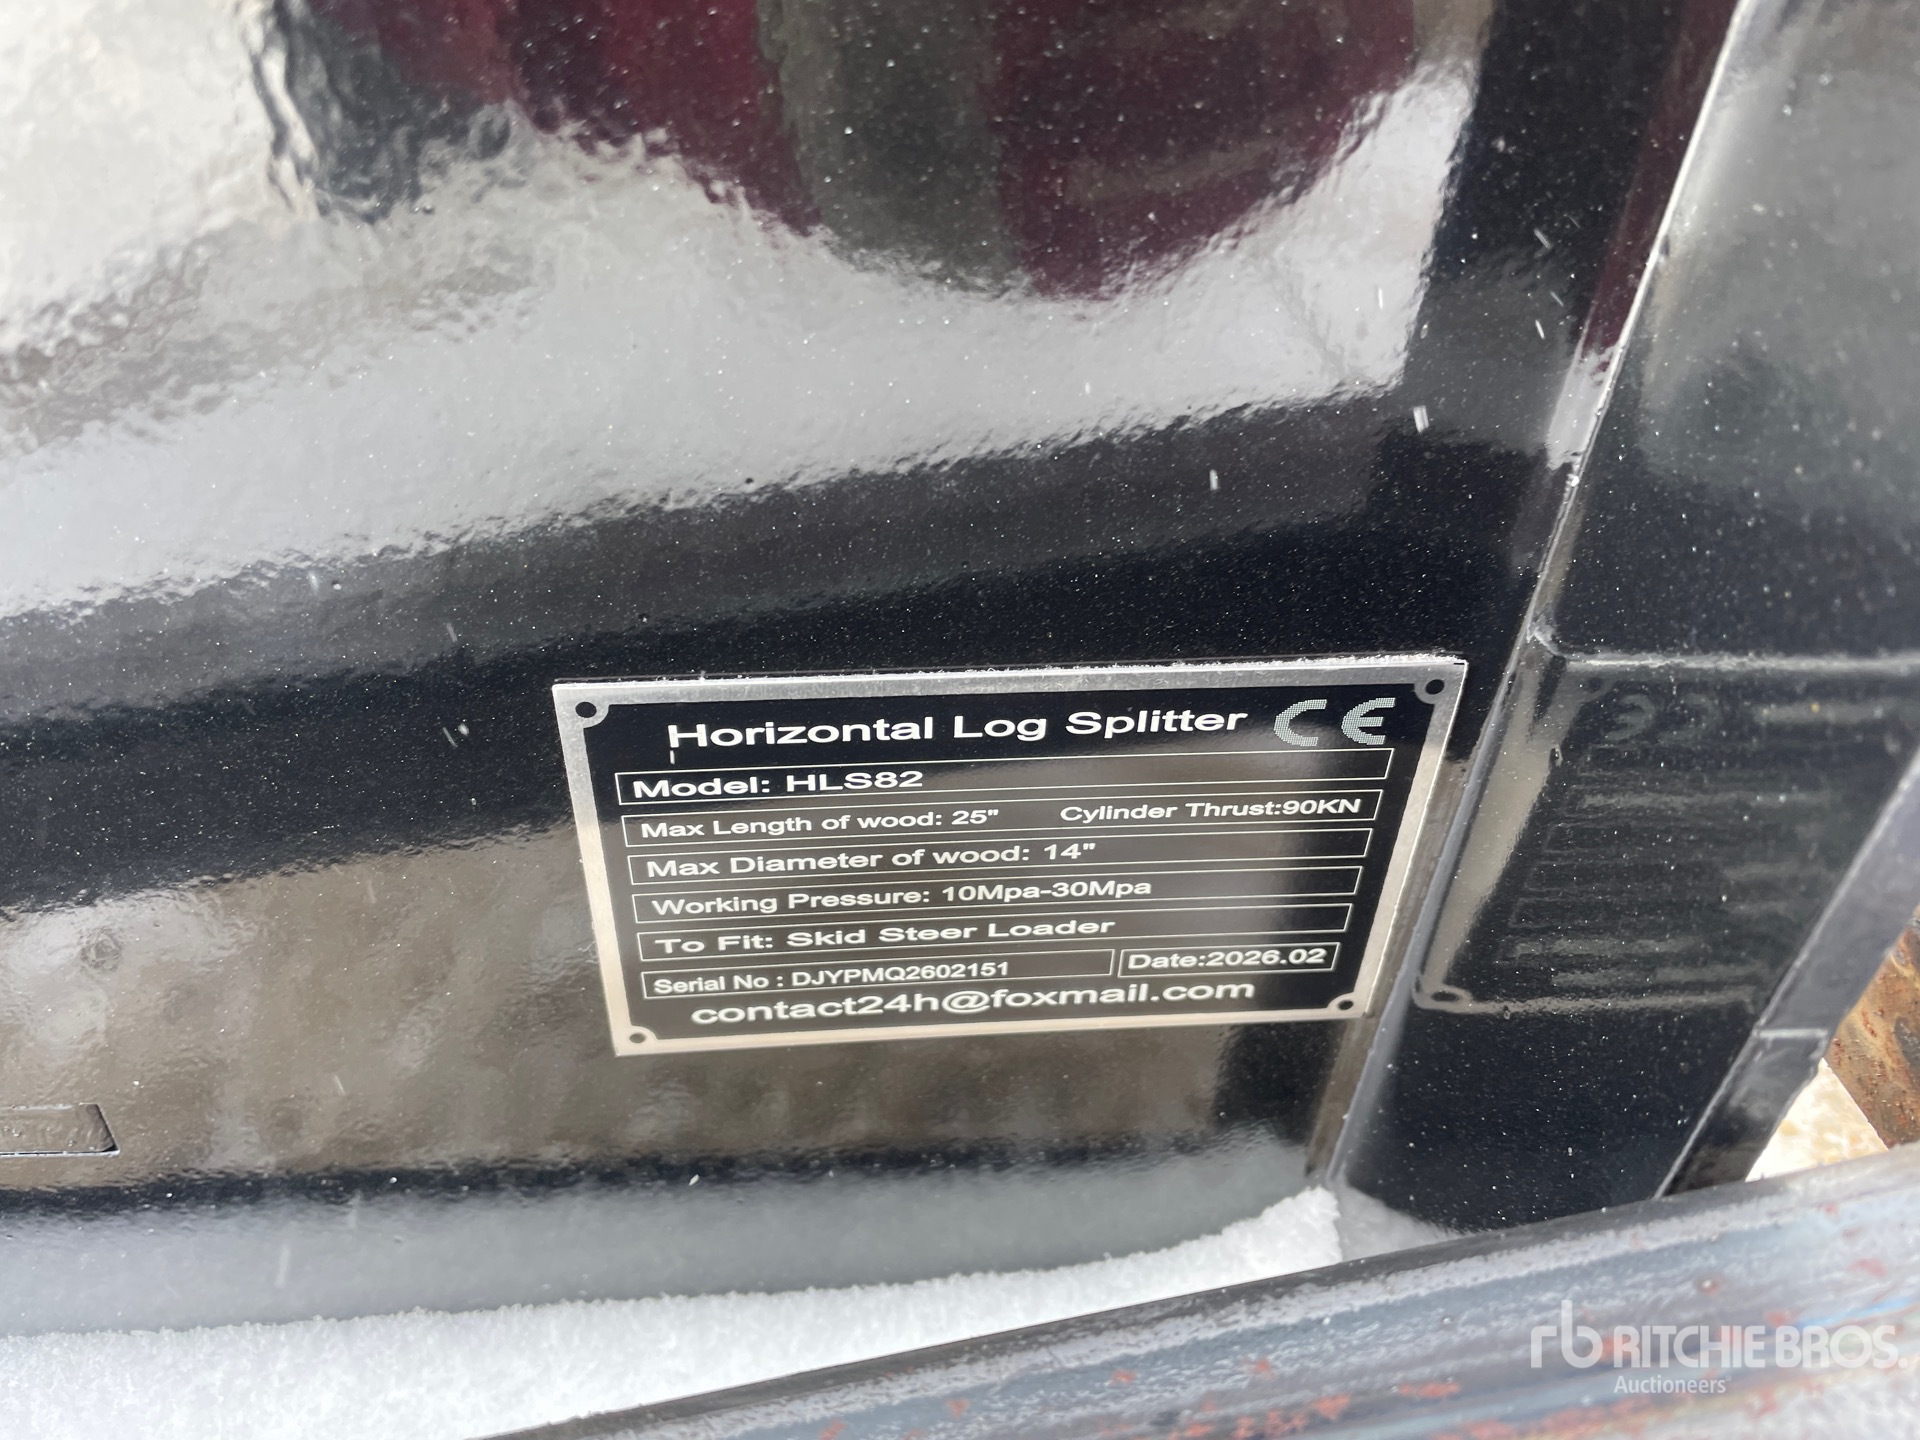 Horizontal Log Splitter CE
Model: HLS82
Max Length of wood: 25" Cylinder Thrust:90KN
Max Diameter of wood: 14"
Working Pressure: 10Mpa-30Mpa
To Fit: Skid Steer Loader
Serial No : DJYPMQ2602151 Date:2026.02
contact24h@foxmail.com
rb RITCHIE BROS.
Auctioneers